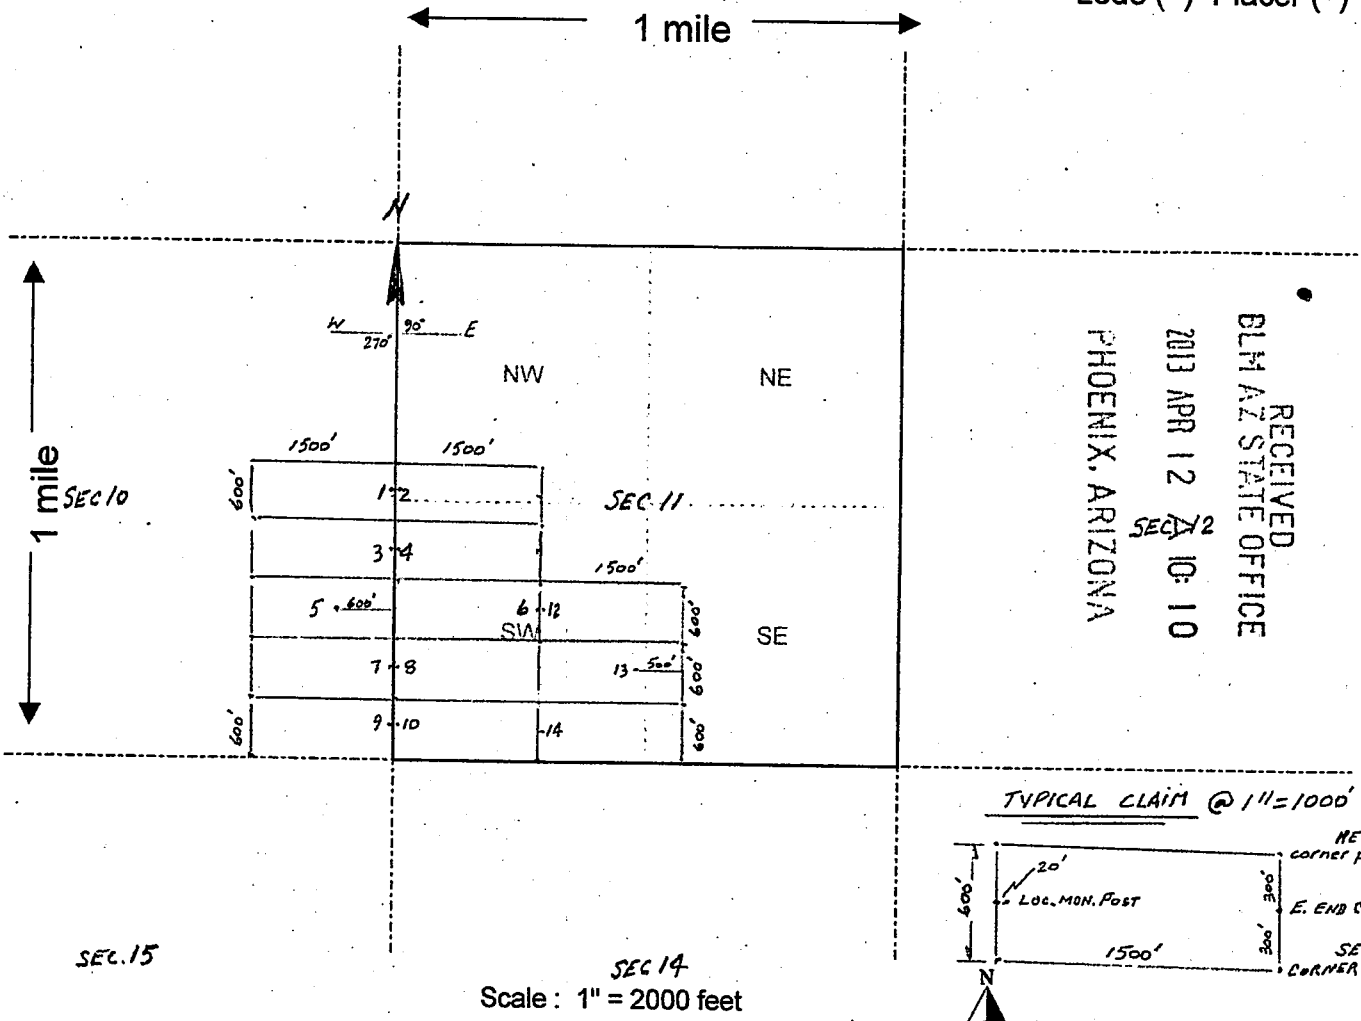 1 mile
N
W 90° E
270°
NW
NE
1500'
1500'
600'
1 mile
SEC 10
1 2
SEC 11
SEC 12
3 4
1500'
5 600'
6 12
SW
600'
SE
7 8
13 500'
600'
600'
9 10
14
600'
RECEIVED
BLM AZ STATE OFFICE
2013 APR 12 A 10: 10
PHOENIX, ARIZONA
TYPICAL CLAIM @ 1"=1000'
corner
20'
600'
LOC. MON. POST
300'
E. END
300'
1500'
CORNER
N
SEC. 15
SEC 14
Scale : 1" = 2000 feet